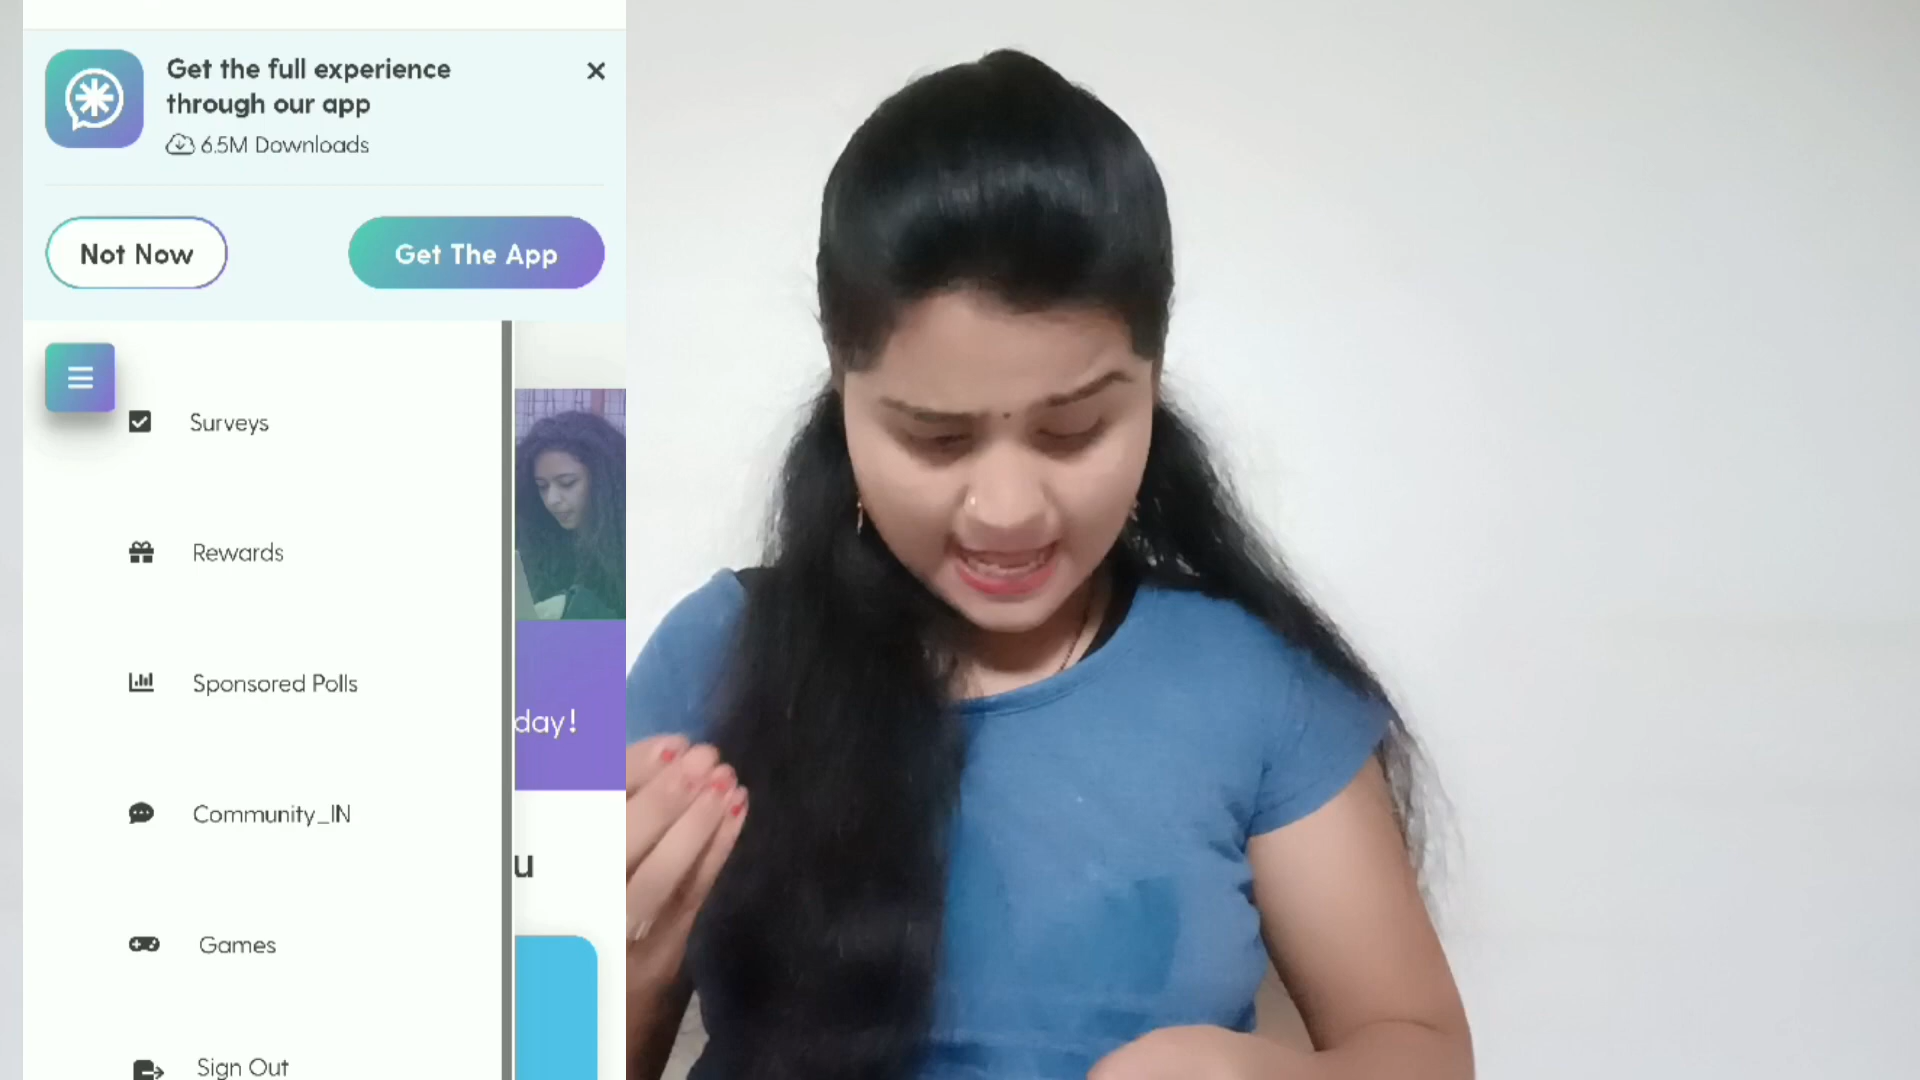 Get the full experience
through our app
6.5M Downloads
Not Now
Get The App
Surveys
Rewards
Sponsored Polls
day!
Community_IN
u
Games
Sign Out